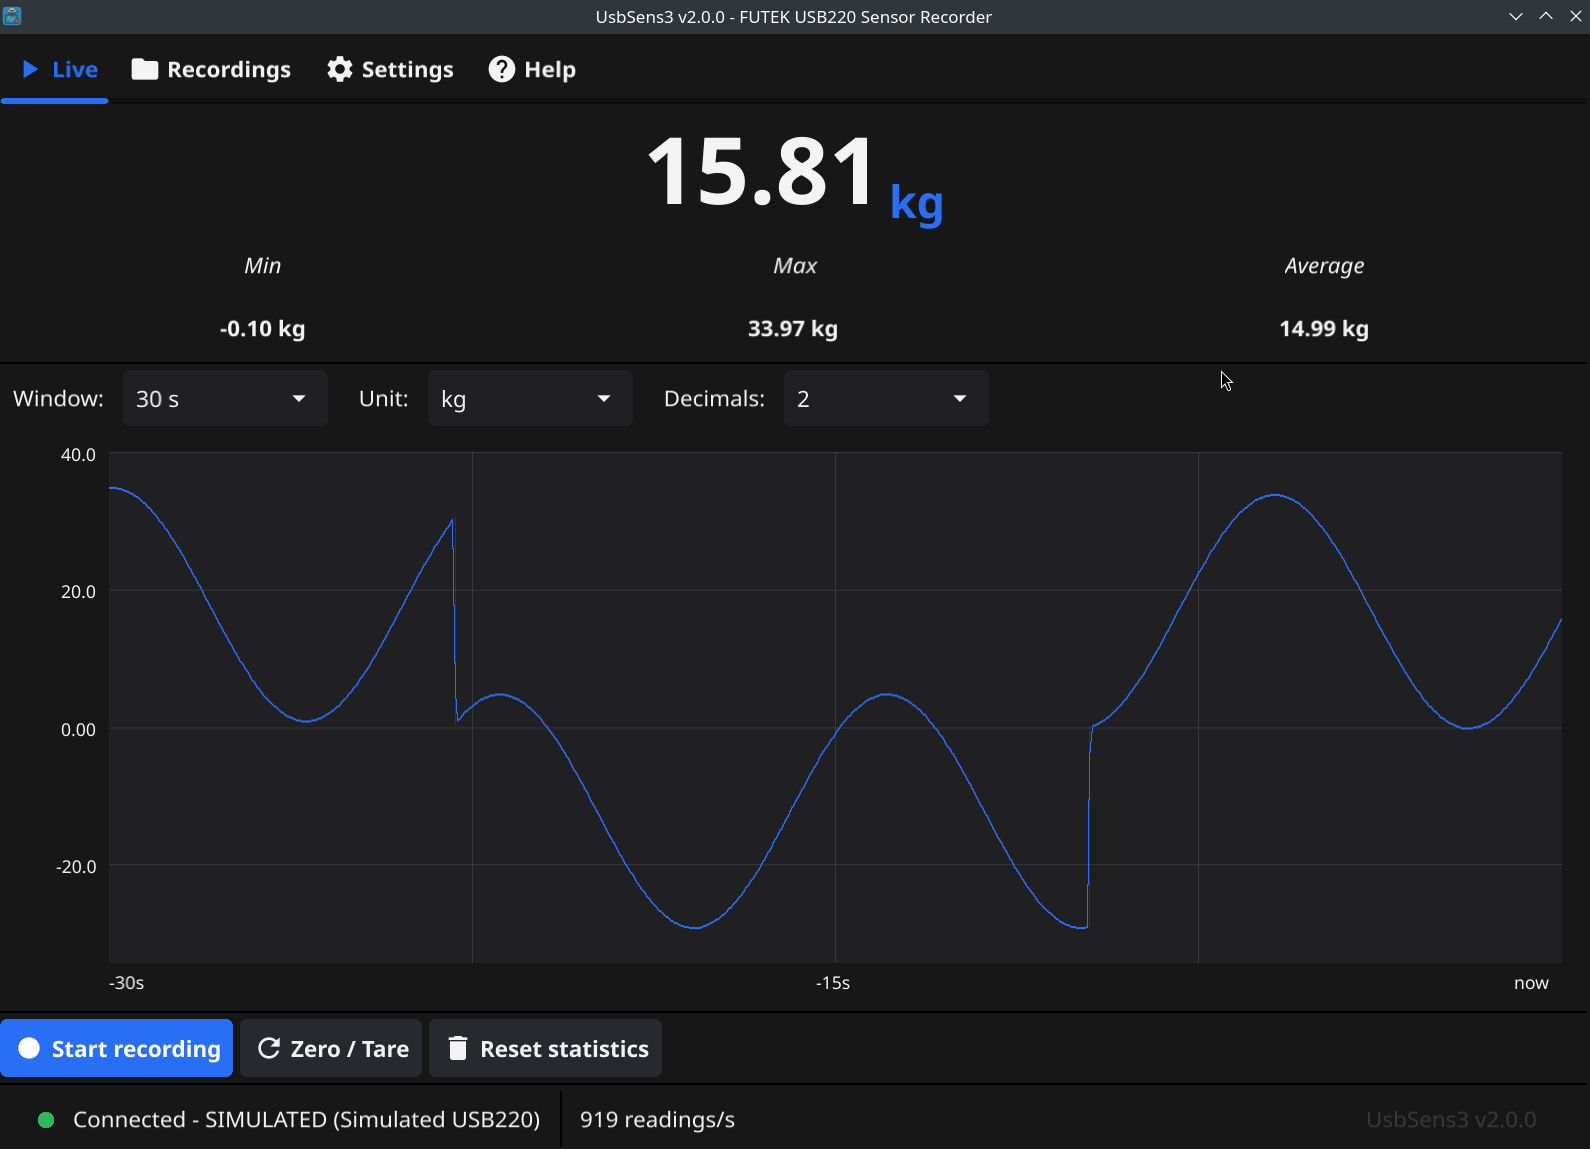 UsbSens3 v2.0.0 - FUTEK USB220 Sensor Recorder
Live Recordings Settings Help
15.81 kg
Min Max Average
-0.10 kg 33.97 kg 14.99 kg
Window: 30 s Unit: kg Decimals: 2
40.0
20.0
0.00
-20.0
-30s -15s now
Start recording Zero / Tare Reset statistics
Connected - SIMULATED (Simulated USB220) 919 readings/s UsbSens3 v2.0.0